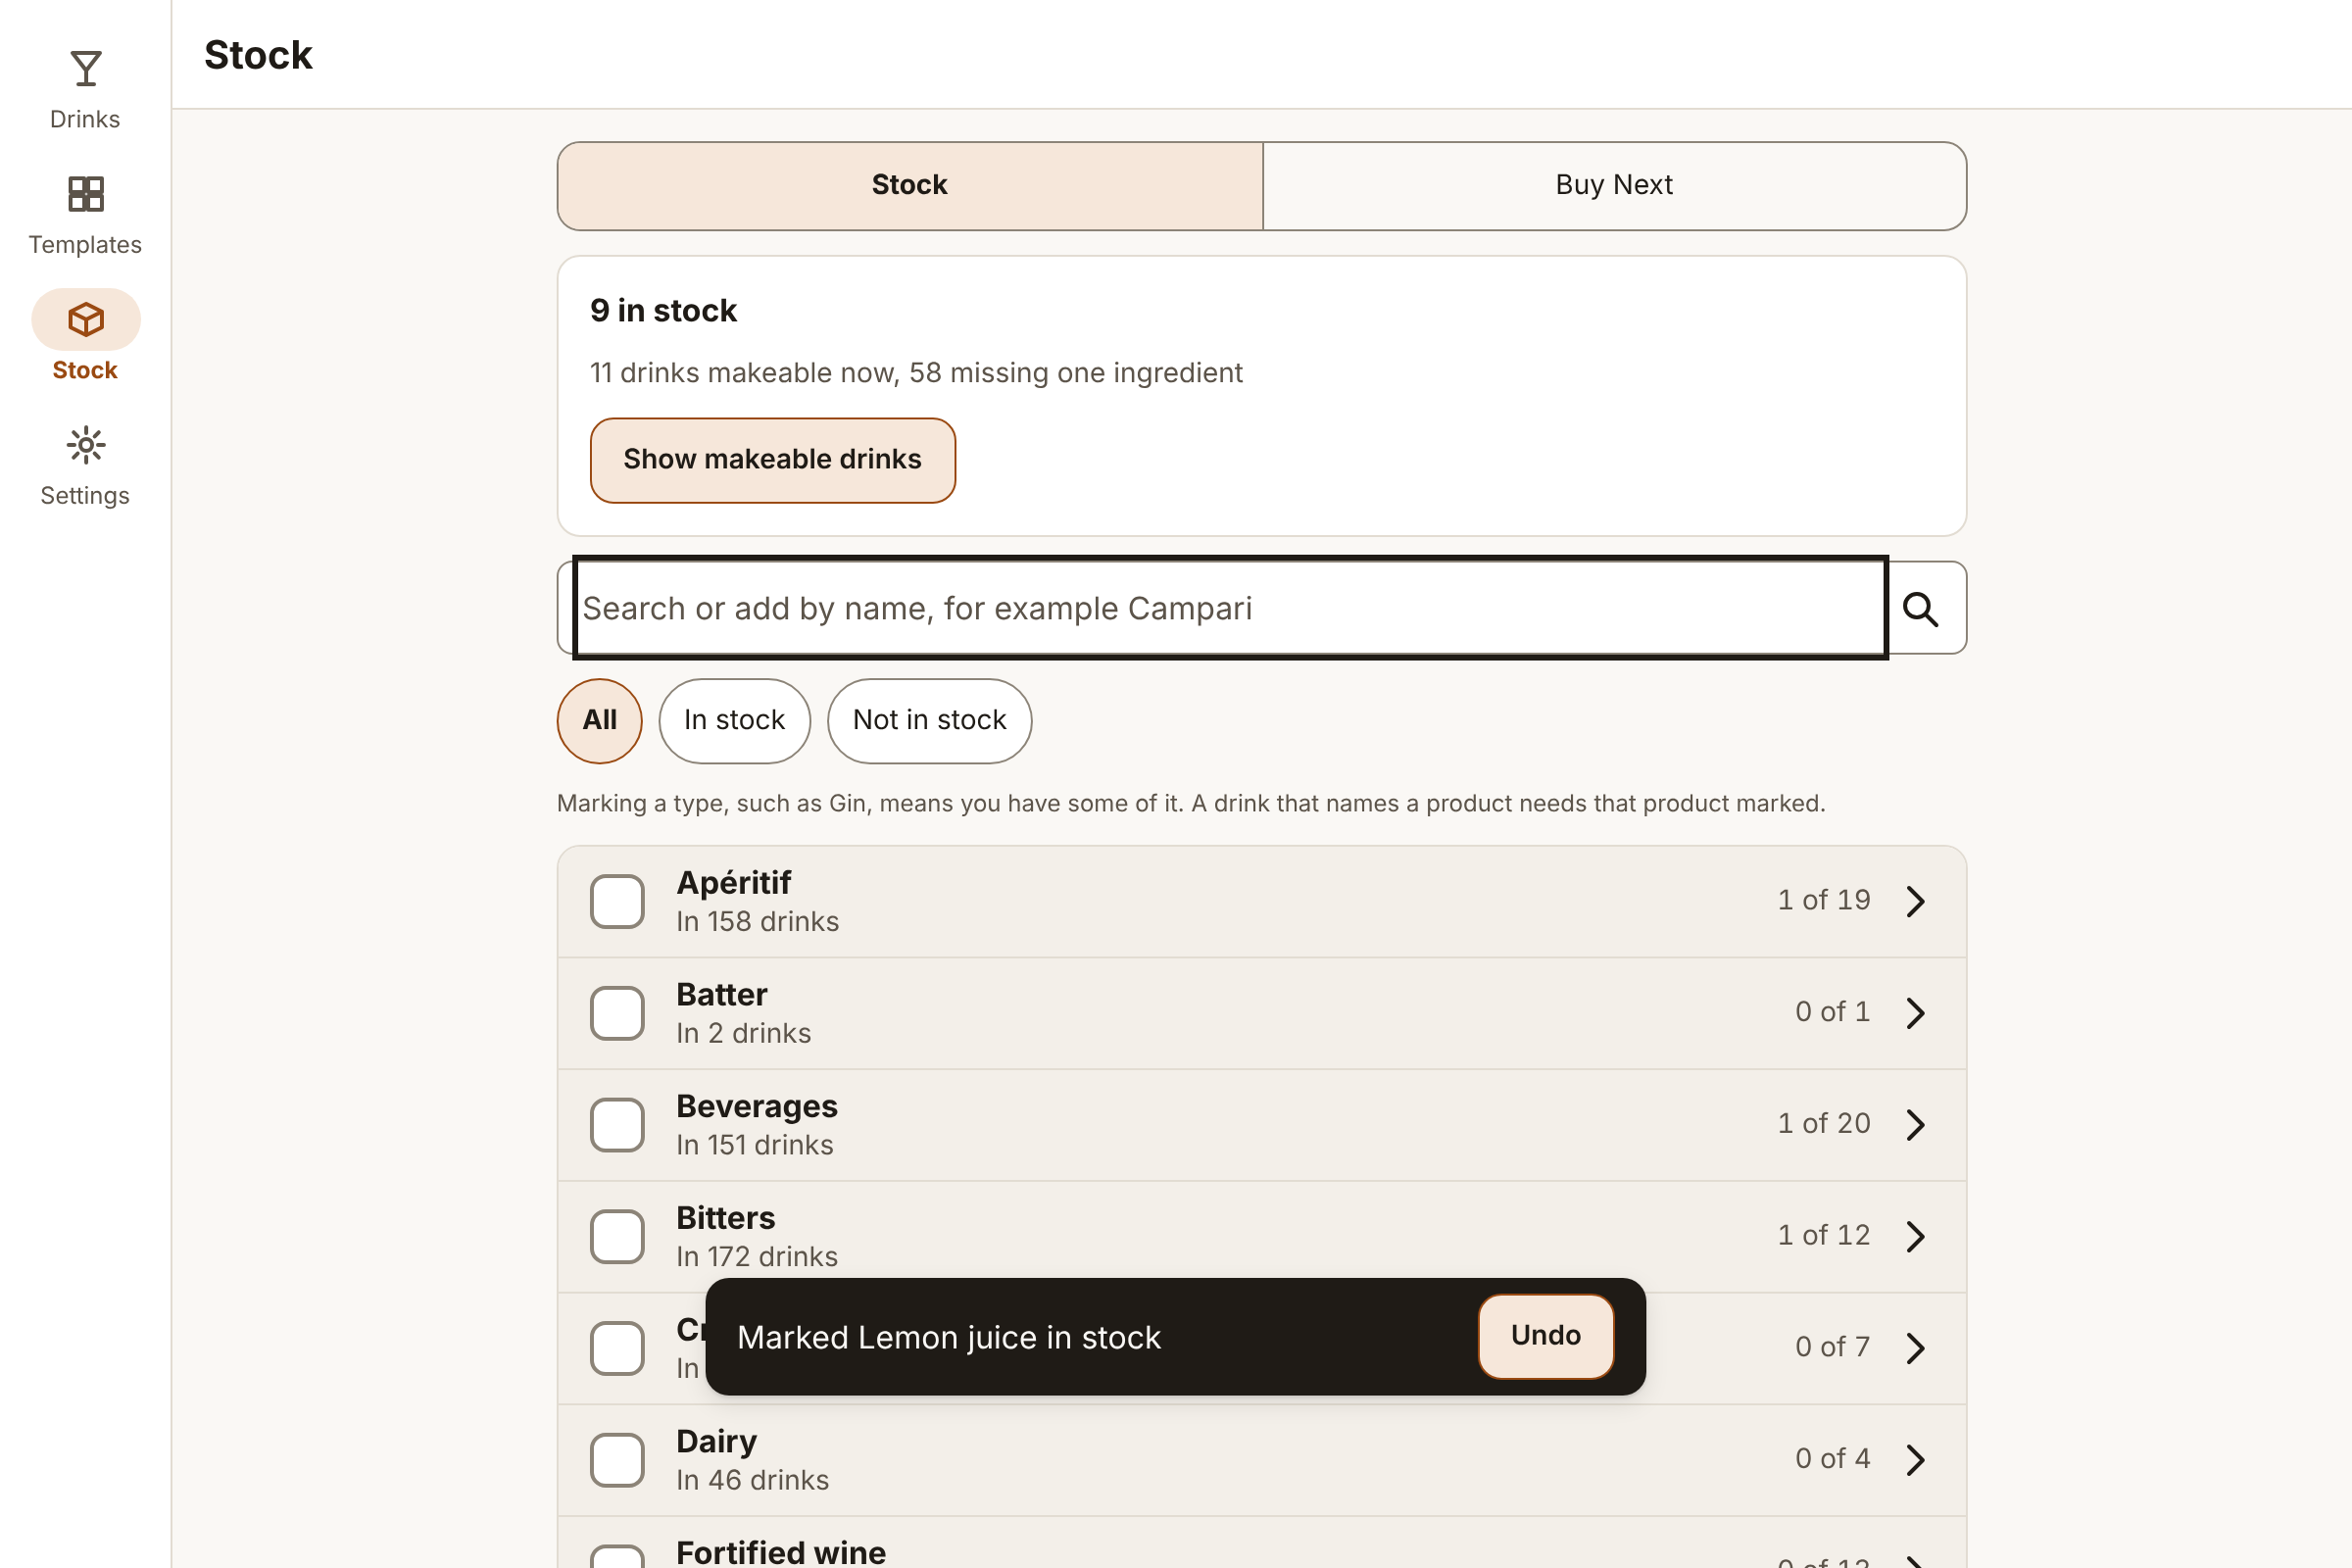 Stock
Drinks
Templates
Stock
Settings
Stock
Buy Next
9 in stock
11 drinks makeable now, 58 missing one ingredient
Show makeable drinks
Search or add by name, for example Campari
All
In stock
Not in stock
Marking a type, such as Gin, means you have some of it. A drink that names a product needs that product marked.
Apéritif
In 158 drinks
1 of 19
Batter
In 2 drinks
0 of 1
Beverages
In 151 drinks
1 of 20
Bitters
In 172 drinks
1 of 12
In
0 of 7
Marked Lemon juice in stock
Undo
Dairy
In 46 drinks
0 of 4
Fortified wine